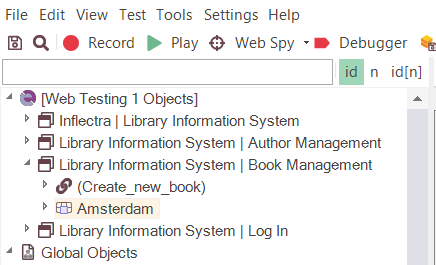 File Edit View Test Tools Settings Help
Record Play Web Spy Debugger
id n id[n]
[Web Testing 1 Objects]
Inflectra | Library Information System
Library Information System | Author Management
Library Information System | Book Management
(Create_new_book)
Amsterdam
Library Information System | Log In
Global Objects